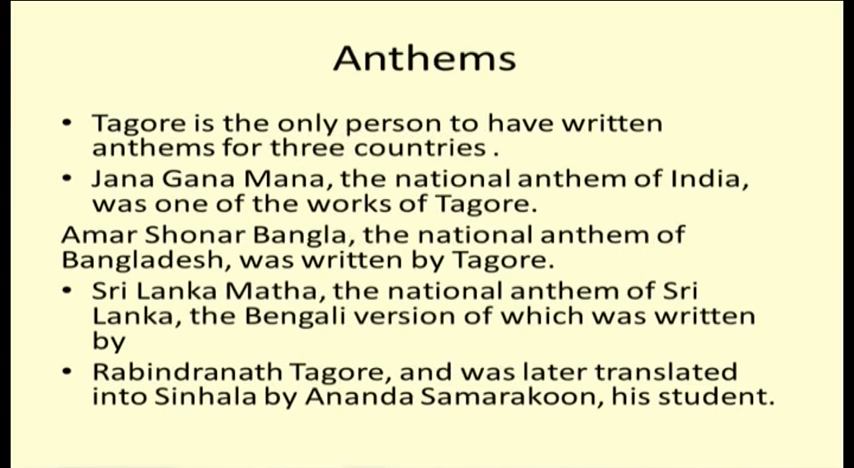 Anthems
• Tagore is the only person to have written
anthems for three countries .
• Jana Gana Mana, the national anthem of India,
was one of the works of Tagore.
Amar Shonar Bangla, the national anthem of
Bangladesh, was written by Tagore.
• Sri Lanka Matha, the national anthem of Sri
Lanka, the Bengali version of which was written
by
• Rabindranath Tagore, and was later translated
into Sinhala by Ananda Samarakoon, his student.